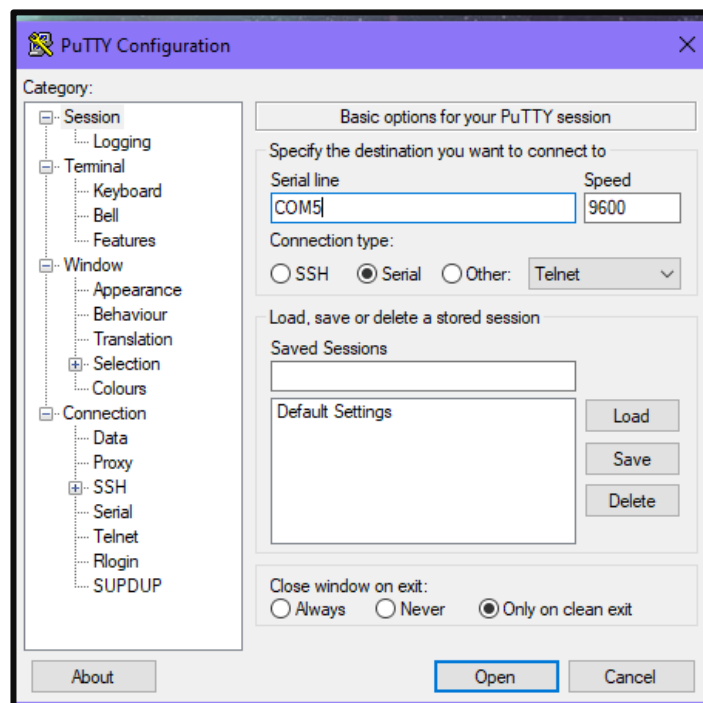 PuTTY Configuration
Category:
Session
Logging
Terminal
Keyboard
Bell
Features
Window
Appearance
Behaviour
Translation
Selection
Colours
Connection
Data
Proxy
SSH
Serial
Telnet
Rlogin
SUPDUP
Basic options for your PuTTY session
Specify the destination you want to connect to
Serial line Speed
COM5 9600
Connection type:
SSH Serial Other: Telnet
Load, save or delete a stored session
Saved Sessions
Default Settings
Load
Save
Delete
Close window on exit:
Always Never Only on clean exit
About Open Cancel